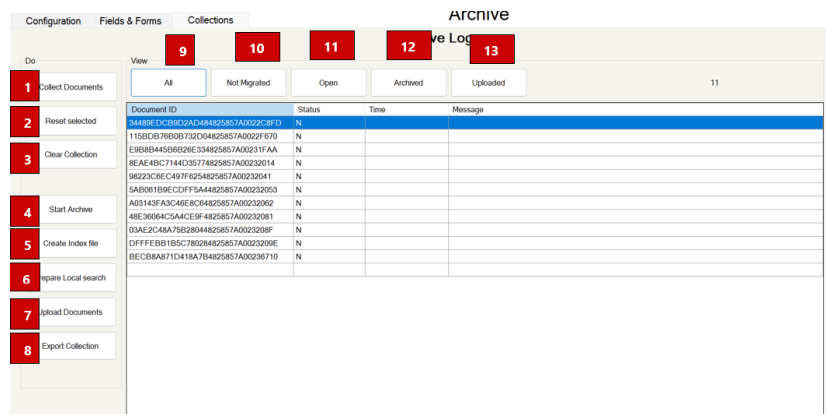 Configuration Fields & Forms Collections
Archive
ve Log
9 10 11 12 13
Do View
1 Collect Documents All Not Migrated Open Archived Uploaded 11
Document ID Status Time Message
2 Reset selected
34489EDCB9D2AD484825857A0022C8FD N
115BDB76B0B732D04825857A0022F670 N
3 Clear Collection
E9B8B445B6B26E334825857A00231FAA N
8EAE4BC7144D35774825857A00232014 N
98223C6EC497F6254825857A00232041 N
5AB061B9ECDFF5A44825857A00232053 N
4 Start Archive
A03143FA3C46E8C64825857A00232062 N
48E36064C5A4CE9F4825857A00232081 N
03AE2C48A75B28044825857A0023208F N
5 Create Index file
DFFFEBB1B5C780284825857A0023209E N
BECB8A871D418A7B4825857A00236710 N
6 repare Local search
7 Upload Documents
8 Export Collection